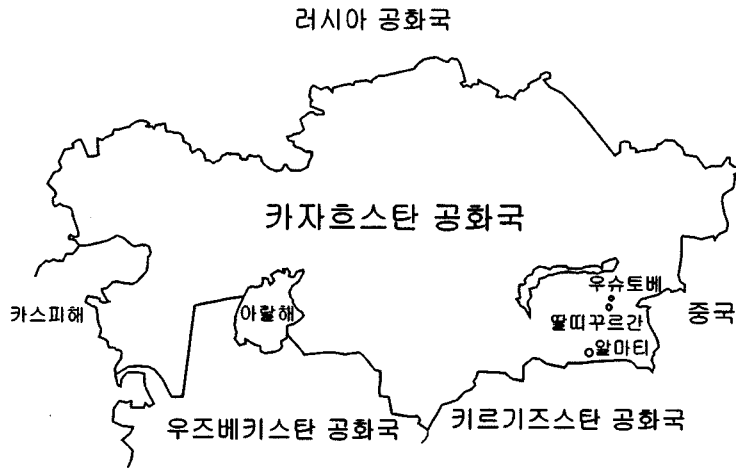 러시아 공화국
카자흐스탄 공화국
우슈토베
카스피해
아랄해
중국
딸띠꾸르간
알마티
우즈베키스탄 공화국
키르기즈스탄 공화국